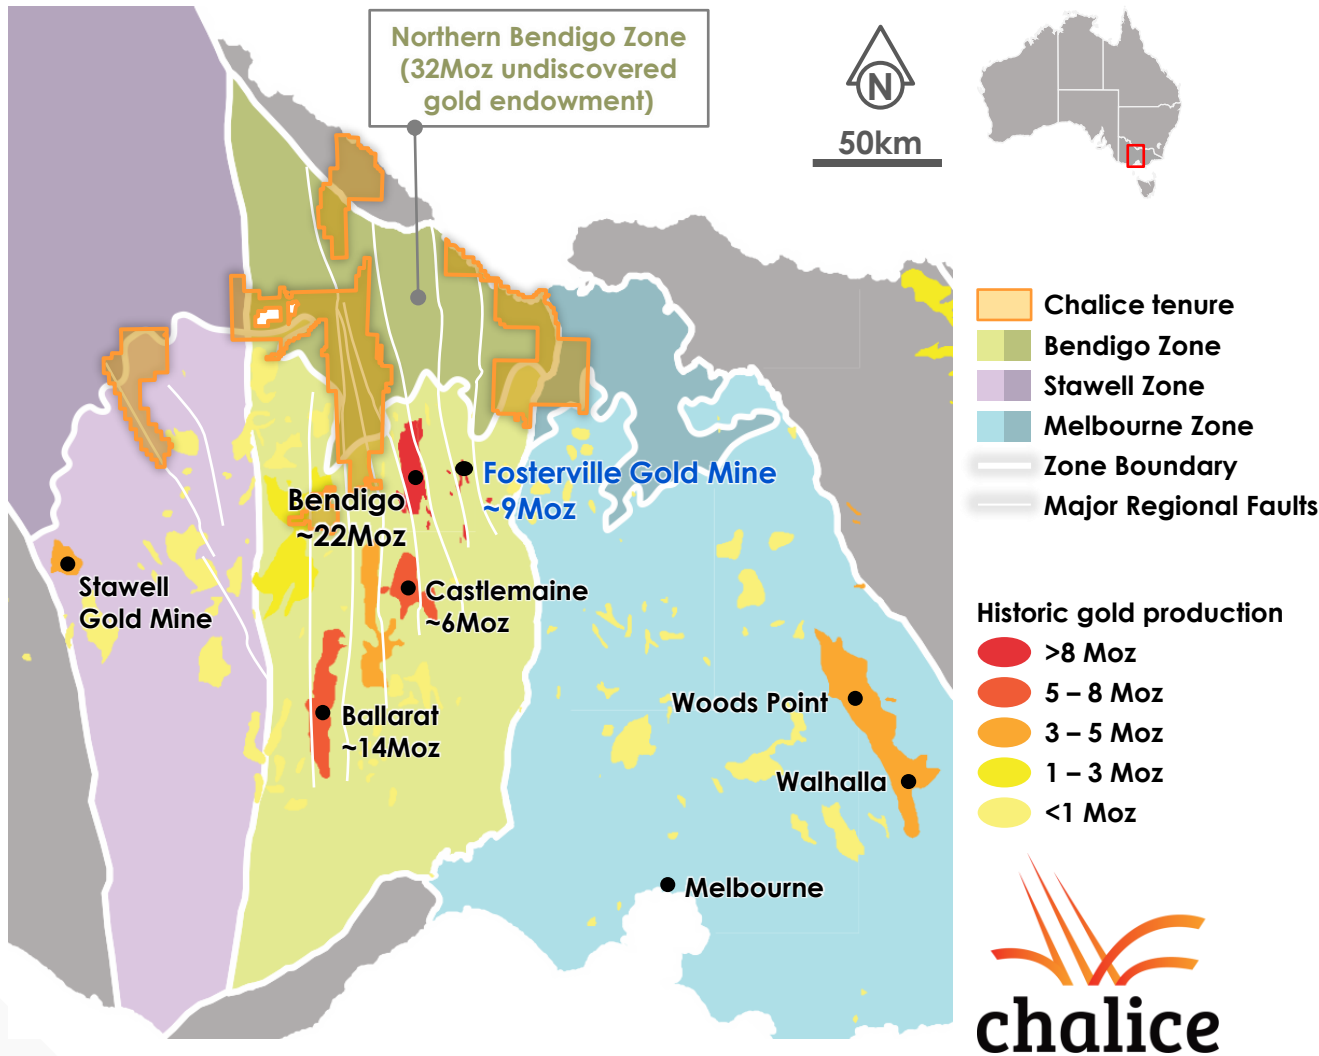 Northern Bendigo Zone
(32Moz undiscovered
gold endowment)
N
50km
Chalice tenure
Bendigo Zone
Stawell Zone
Melbourne Zone
Zone Boundary
Major Regional Faults
Fosterville Gold Mine
~9Moz
Bendigo
~22Moz
Stawell
Gold Mine
Castlemaine
~6Moz
Ballarat
~14Moz
Woods Point
Walhalla
Melbourne
Historic gold production
>8 Moz
5 – 8 Moz
3 – 5 Moz
1 – 3 Moz
<1 Moz
chalice